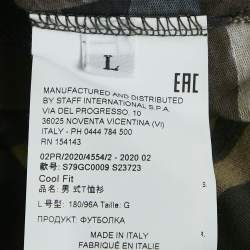 L
EAC
MANUFACTURED AND DISTRIBUTED
BY STAFF INTERNATIONAL S.P.A.
VIA DEL PROGRESSO, 10
36025 NOVENTA VICENTINA (VI)
ITALY - PH 0444 784 500
RN 154143
02PR/2020/4554/2 - 2020 02
款号: S79GC0009 S23723
Cool Fit
品名: 男 式T恤衫
L 号型: 180/96A Taille: G
ПРОДУКТ: ФУТБОЛКА
MADE IN ITALY
FABRIQUÉ EN ITALIE